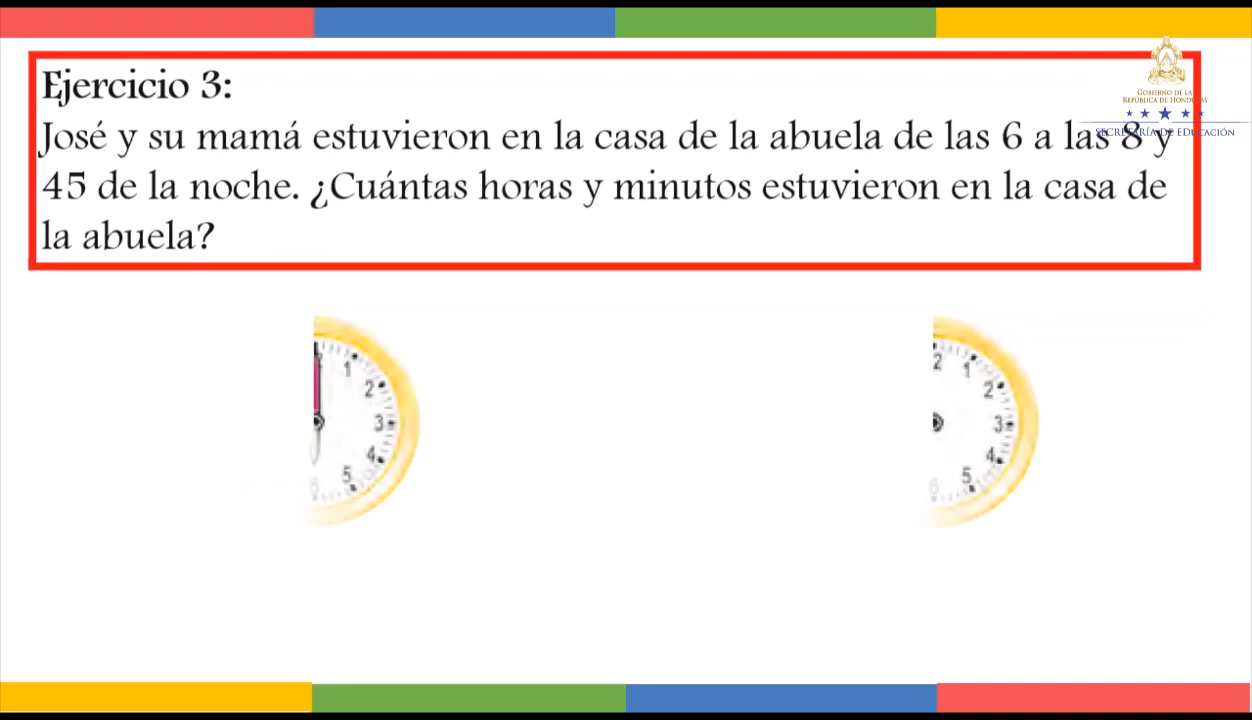 Ejercicio 3:
José y su mamá estuvieron en la casa de la abuela de las 6 a las 8 y
45 de la noche. ¿Cuántas horas y minutos estuvieron en la casa de
la abuela?
GOBIERNO DE LA
REPÚBLICA DE HONDURAS
SECRETARÍA DE EDUCACIÓN
1
2
3
4
5
6
2
1
2
3
4
5
6